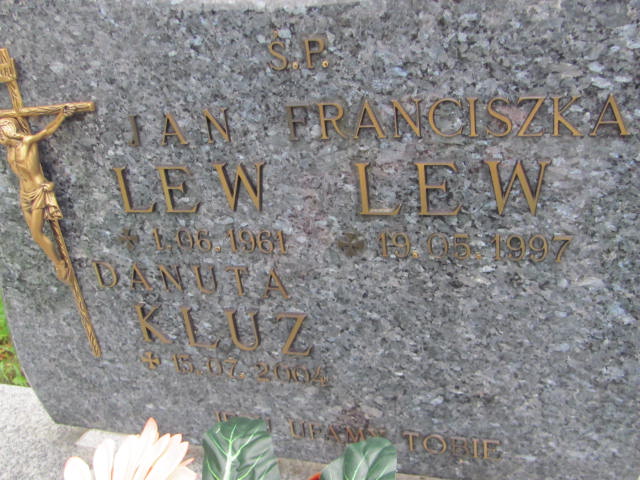 Ś.P.
JAN FRANCISZKA
LEW LEW
1.06.1961 19.05.1997
DANUTA
KLUZ
15.07.2004
UFAMY TOBIE